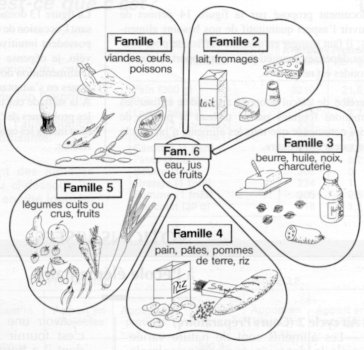 Famille 1
viandes, œufs,
poissons
Famille 2
lait, fromages
lait
Fam. 6
eau, jus
de fruits
Famille 3
beurre, huile, noix,
charcuterie
Famille 5
légumes cuits ou
crus, fruits
Famille 4
pain, pâtes, pommes
de terre, riz
Riz